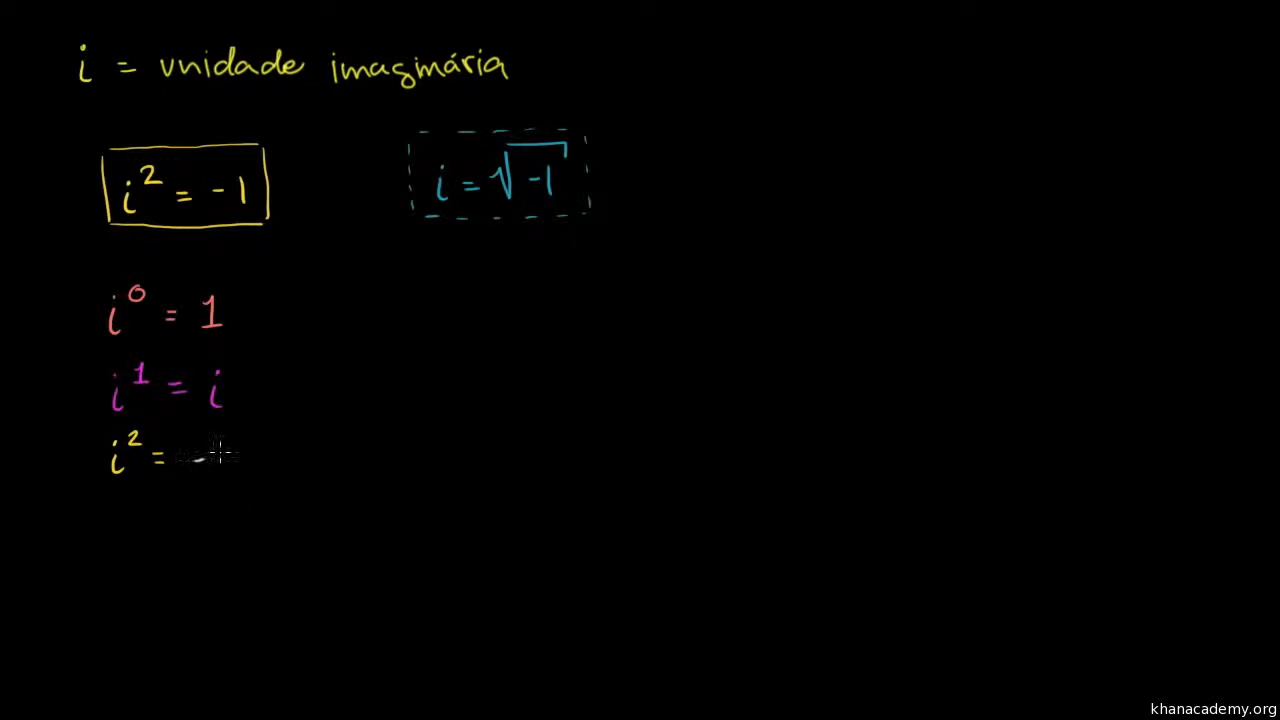 i = unidade imaginária
i² = -1
i = √-1
i⁰ = 1
i¹ = i
i² = -
khanacademy.org